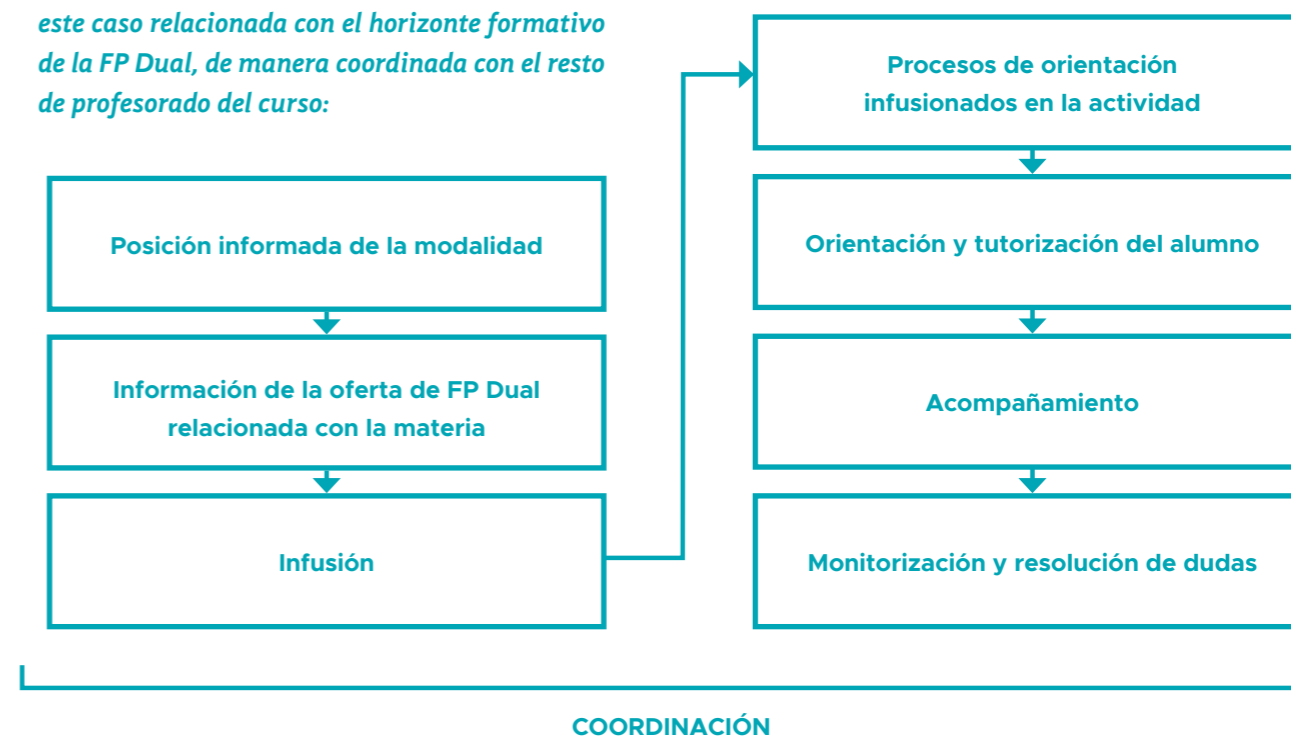 este caso relacionada con el horizonte formativo
de la FP Dual, de manera coordinada con el resto
de profesorado del curso:
Posición informada de la modalidad
Información de la oferta de FP Dual
relacionada con la materia
Infusión
Procesos de orientación
infusionados en la actividad
Orientación y tutorización del alumno
Acompañamiento
Monitorización y resolución de dudas
COORDINACIÓN